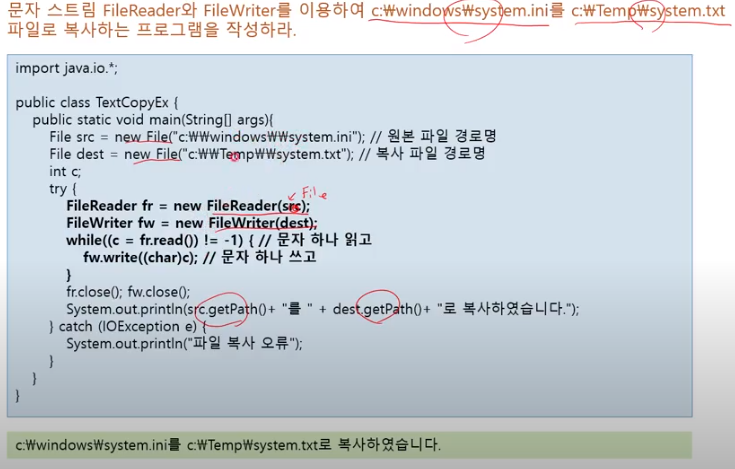 문자 스트림 FileReader와 FileWriter를 이용하여 c:₩windows₩system.ini를 c:₩Temp₩system.txt
파일로 복사하는 프로그램을 작성하라.
import java.io.*;
public class TextCopyEx {
public static void main(String[] args){
File src = new File("c:₩₩windows₩₩system.ini"); // 원본 파일 경로명
File dest = new File("c:₩₩Temp₩₩system.txt"); // 복사 파일 경로명
int c;
try {
File
FileReader fr = new FileReader(src);
FileWriter fw = new FileWriter(dest);
while((c = fr.read()) != -1) { // 문자 하나 읽고
fw.write((char)c); // 문자 하나 쓰고
}
fr.close(); fw.close();
System.out.println(src.getPath()+ "를 " + dest.getPath()+ "로 복사하였습니다.");
} catch (IOException e) {
System.out.println("파일 복사 오류");
}
}
}
c:₩windows₩system.ini를 c:₩Temp₩system.txt로 복사하였습니다.